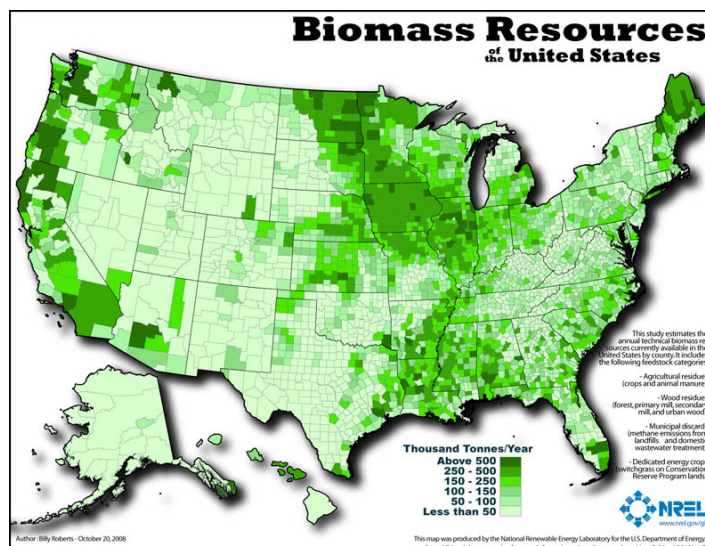 Biomass Resources
of the United States
This study estimates the
annual technical biomass re
sources currently available in the
United States by county. It include
the following feedstock categories
- Agricultural residue
(crops and animal manure
- Wood residue
(forest, primary mill, secondary
mill, and urban wood
- Municipal discard
(methane emissions from
landfills and domestic
wastewater treatment
- Dedicated energy crop
(switchgrass on Conservation
Reserve Program lands
Thousand Tonnes/Year
Above 500
250 - 500
150 - 250
100 - 150
50 - 100
Less than 50
NREL
www.nrel.gov/gi
Author : Billy Roberts - October 20, 2008
This map was produced by the National Renewable Energy Laboratory for the U.S. Department of Energy